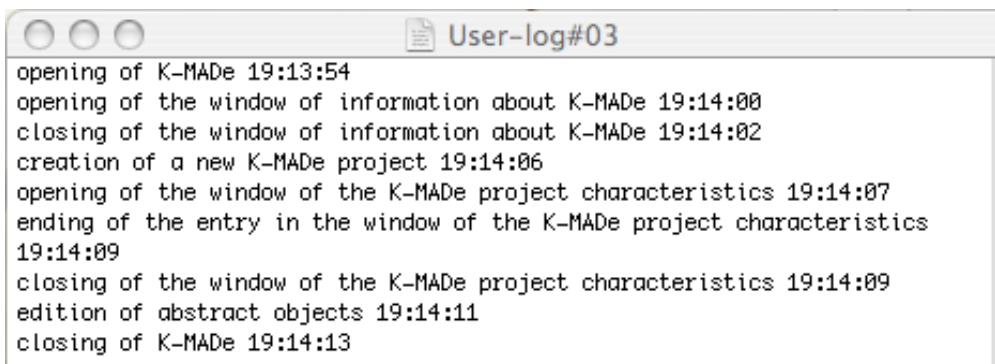 User-log#03
opening of K-MADe 19:13:54
opening of the window of information about K-MADe 19:14:00
closing of the window of information about K-MADe 19:14:02
creation of a new K-MADe project 19:14:06
opening of the window of the K-MADe project characteristics 19:14:07
ending of the entry in the window of the K-MADe project characteristics
19:14:09
closing of the window of the K-MADe project characteristics 19:14:09
edition of abstract objects 19:14:11
closing of K-MADe 19:14:13